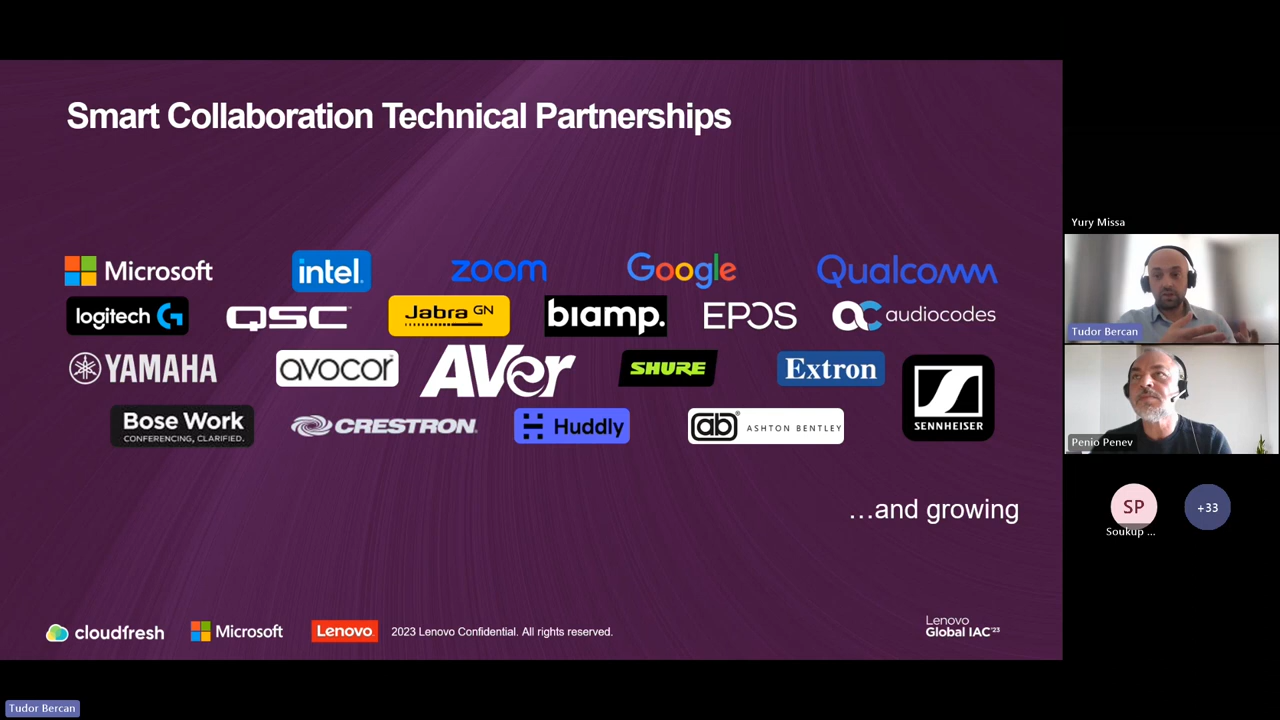 Smart Collaboration Technical Partnerships
Microsoft intel. zoom Google Qualcomm
logitech G QSC Jabra GN biamp. EPOS audiocodes
YAMAHA avocor AVer SHURE Extron SENNHEISER
Bose Work
CONFERENCING, CLARIFIED.
CRESTRON Huddly ab ASHTON BENTLEY
...and growing
cloudfresh Microsoft Lenovo 2023 Lenovo Confidential. All rights reserved.
Lenovo
Global IAC '23
Yury Missa
Tudor Bercan
Penio Penev
SP
+33
Soukup ...
Tudor Bercan